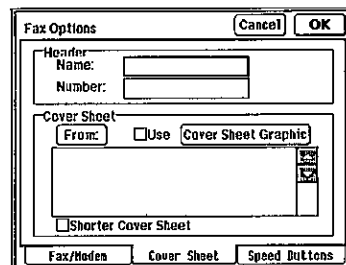 Fax Options Cancel OK
Header
Name:
Number:
Cover Sheet
From: Use Cover Sheet Graphic
Shorter Cover Sheet
Fax/Modem Cover Sheet Speed Buttons